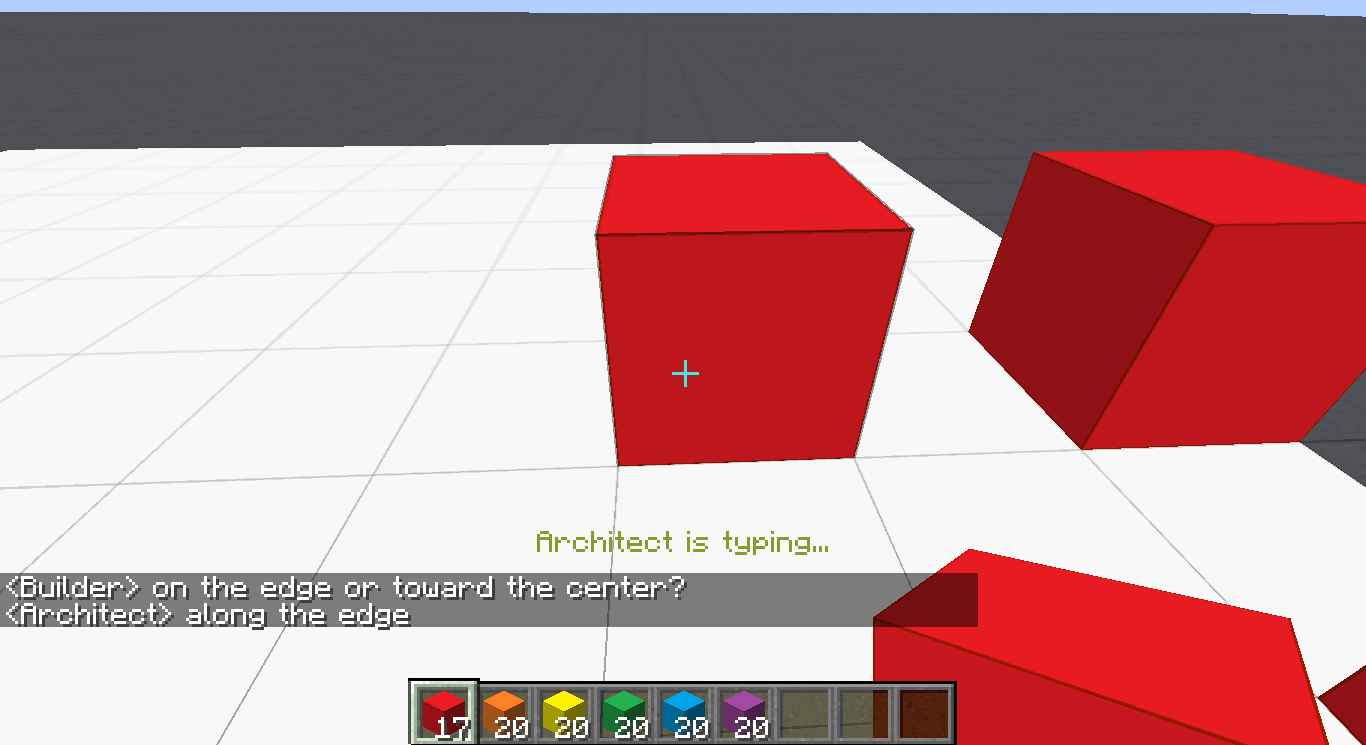 Architect is typing...
<Builder> on the edge or toward the center?
<Architect> along the edge
17 20 20 20 20 20